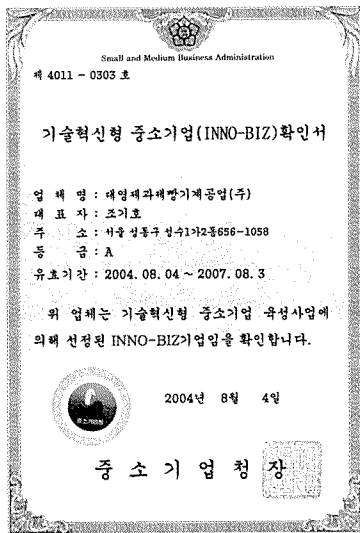 Small and Medium Business Administration
제 4011 - 0303 호
기술혁신형 중소기업(INNO-BIZ)확인서
업 체 명 : 대영제과제빵기계공업(주)
대 표 자 : 조기호
주 소 : 서울 성동구 성수1가2동656-1058
등 급 : A
유효기간 : 2004. 08. 04 ~ 2007. 08. 3
위 업체는 기술혁신형 중소기업 육성사업에
의해 선정된 INNO-BIZ기업임을 확인합니다.
2004년 8월 4일
중소기업청
중 소 기 업 청 장